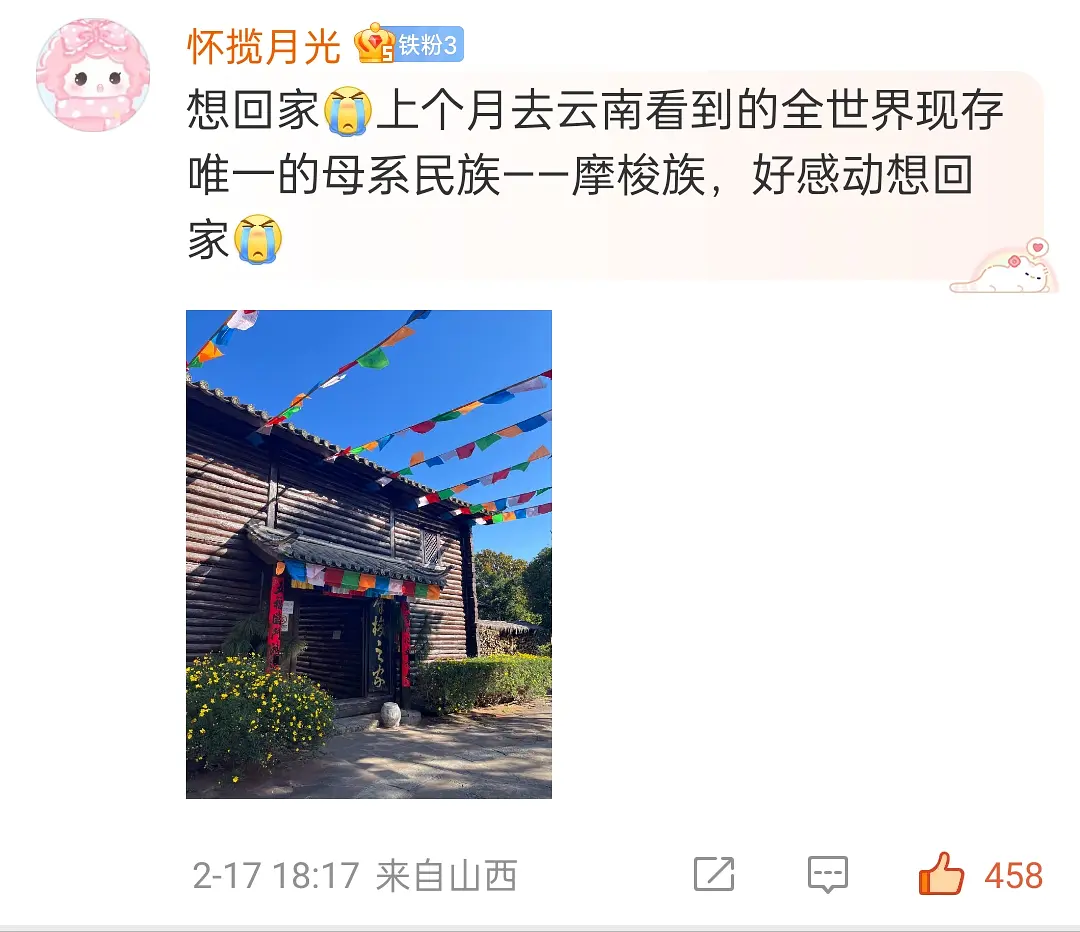 怀揽月光 5 铁粉3
想回家😭上个月去云南看到的全世界现存
唯一的母系民族——摩梭族，好感动想回
家😭
摩梭之家
2-17 18:17 来自山西
458